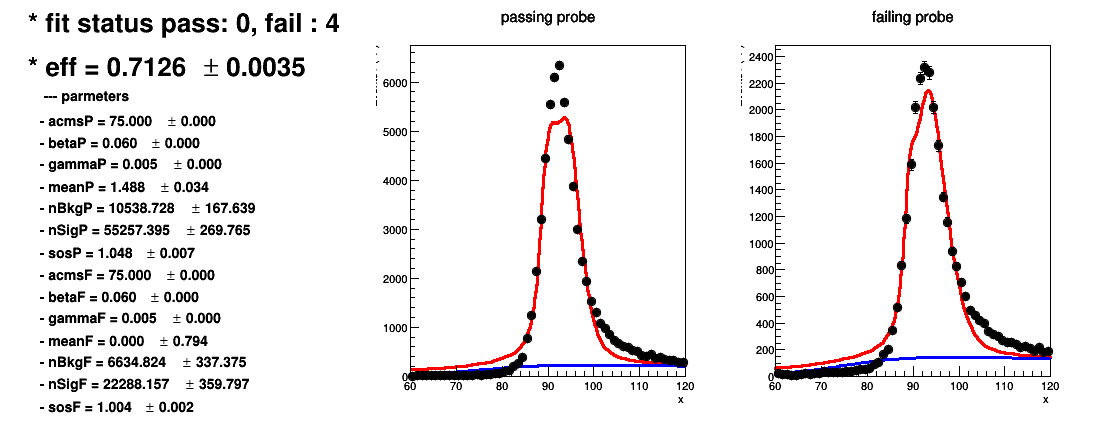 * fit status pass: 0, fail : 4
* eff = 0.7126 ± 0.0035
--- parmeters
- acmsP = 75.000 ± 0.000
- betaP = 0.060 ± 0.000
- gammaP = 0.005 ± 0.000
- meanP = 1.488 ± 0.034
- nBkgP = 10538.728 ± 167.639
- nSigP = 55257.395 ± 269.765
- sosP = 1.048 ± 0.007
- acmsF = 75.000 ± 0.000
- betaF = 0.060 ± 0.000
- gammaF = 0.005 ± 0.000
- meanF = 0.000 ± 0.794
- nBkgF = 6634.824 ± 337.375
- nSigF = 22288.157 ± 359.797
- sosF = 1.004 ± 0.002
passing probe
6000
5000
4000
3000
2000
1000
0
60 70 80 90 100 110 120
x
failing probe
2400
2200
2000
1800
1600
1400
1200
1000
800
600
400
200
0
60 70 80 90 100 110 120
x